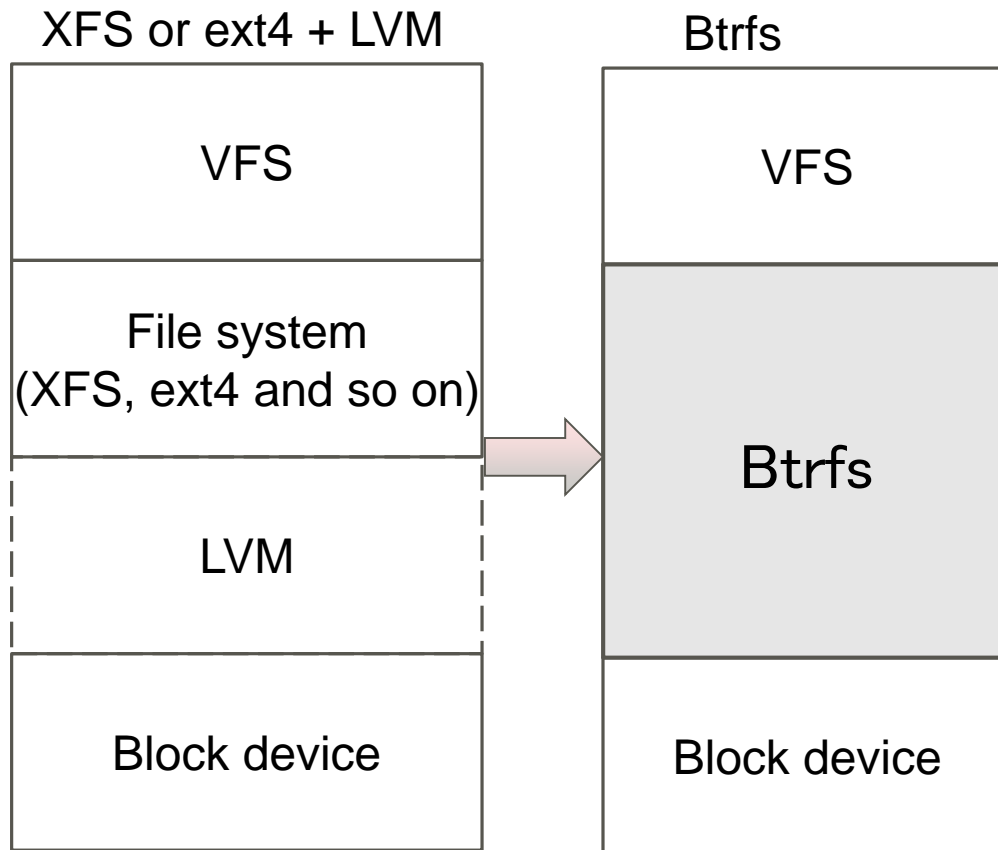 XFS or ext4 + LVM
VFS
File system
(XFS, ext4 and so on)
LVM
Block device
Btrfs
VFS
Btrfs
Block device